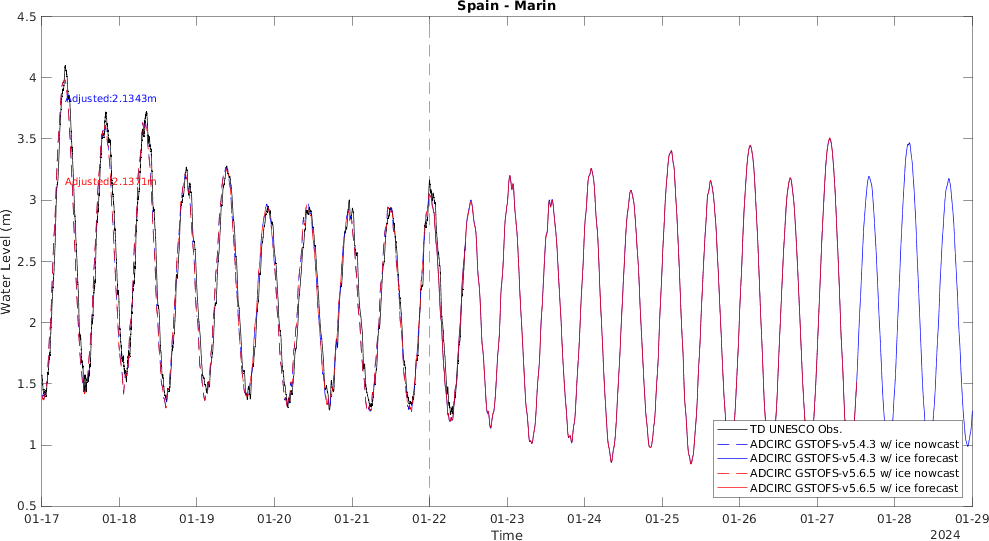 Spain - Marin
4.5
4
3.5
3
2.5
2
1.5
1
0.5
Water Level (m)
Adjusted:2.1343m
Adjusted:2.1371m
TD UNESCO Obs.
ADCIRC GSTOFS-v5.4.3 w/ ice nowcast
ADCIRC GSTOFS-v5.4.3 w/ ice forecast
ADCIRC GSTOFS-v5.6.5 w/ ice nowcast
ADCIRC GSTOFS-v5.6.5 w/ ice forecast
01-17 01-18 01-19 01-20 01-21 01-22 01-23 01-24 01-25 01-26 01-27 01-28 01-29
Time
2024